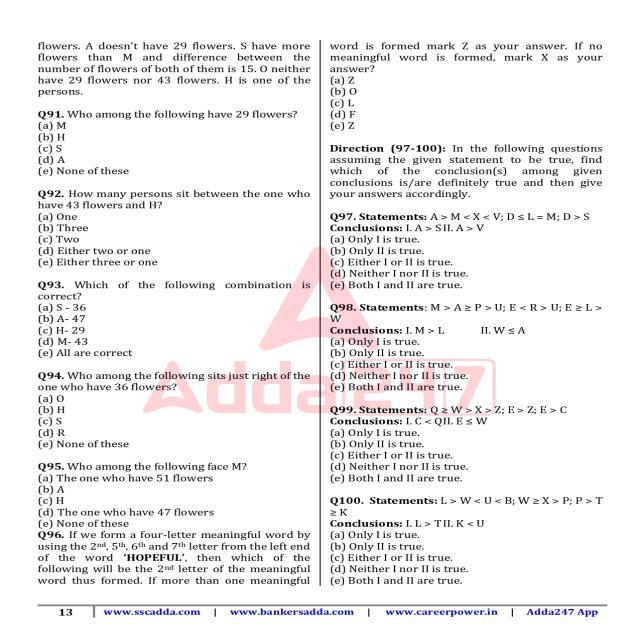 flowers. A doesn't have 29 flowers. S have more
flowers than M and difference between the
number of flowers of both of them is 15. O neither
have 29 flowers nor 43 flowers. H is one of the
persons.
Q91. Who among the following have 29 flowers?
(a) M
(b) H
(c) S
(d) A
(e) None of these
Q92. How many persons sit between the one who
have 43 flowers and H?
(a) One
(b) Three
(c) Two
(d) Either two or one
(e) Either three or one
Q93. Which of the following combination is
correct?
(a) S - 36
(b) A- 47
(c) H- 29
(d) M- 43
(e) All are correct
Q94. Who among the following sits just right of the
one who have 36 flowers?
(a) O
(b) H
(c) S
(d) R
(e) None of these
Q95. Who among the following face M?
(a) The one who have 51 flowers
(b) A
(c) H
(d) The one who have 47 flowers
(e) None of these
Q96. If we form a four-letter meaningful word by
using the 2nd, 5th, 6th and 7th letter from the left end
of the word 'HOPEFUL', then which of the
following will be the 2nd letter of the meaningful
word thus formed. If more than one meaningful
word is formed mark Z as your answer. If no
meaningful word is formed, mark X as your
answer?
(a) Z
(b) O
(c) L
(d) F
(e) Z
Direction (97-100): In the following questions
assuming the given statement to be true, find
which of the conclusion(s) among given
conclusions is/are definitely true and then give
your answers accordingly.
Q97. Statements: A > M < X < V; D ≤ L = M; D > S
Conclusions: I. A > SII. A > V
(a) Only I is true.
(b) Only II is true.
(c) Either I or II is true.
(d) Neither I nor II is true.
(e) Both I and II are true.
Q98. Statements: M > A ≥ P > U; E < R > U; E ≥ L >
W
Conclusions: I. M > L II. W ≤ A
(a) Only I is true.
(b) Only II is true.
(c) Either I or II is true.
(d) Neither I nor II is true.
(e) Both I and II are true.
Q99. Statements: Q ≥ W > X > Z; E > Z; E > C
Conclusions: I. C < QII. E ≤ W
(a) Only I is true.
(b) Only II is true.
(c) Either I or II is true.
(d) Neither I nor II is true.
(e) Both I and II are true.
Q100. Statements: L > W < U < B; W ≥ X > P; P > T
≥ K
Conclusions: I. L > TII. K < U
(a) Only I is true.
(b) Only II is true.
(c) Either I or II is true.
(d) Neither I nor II is true.
(e) Both I and II are true.
Adda247
13 | www.sscadda.com | www.bankersadda.com | www.careerpower.in | Adda247 App